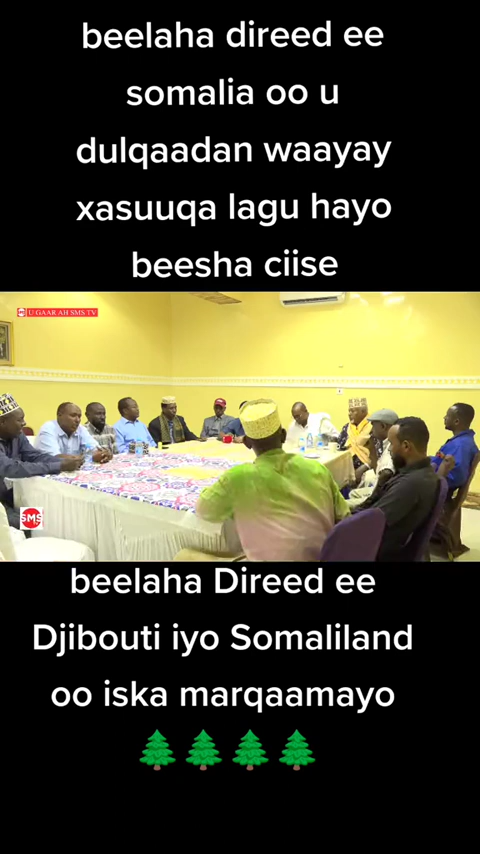 beelaha direed ee
somalia oo u
dulqaadan waayay
xasuuqa lagu hayo
beesha ciise
U GAAR AH SMS TV
SMS
beelaha Direed ee
Djibouti iyo Somaliland
oo iska marqaamayo
🌲🌲🌲🌲